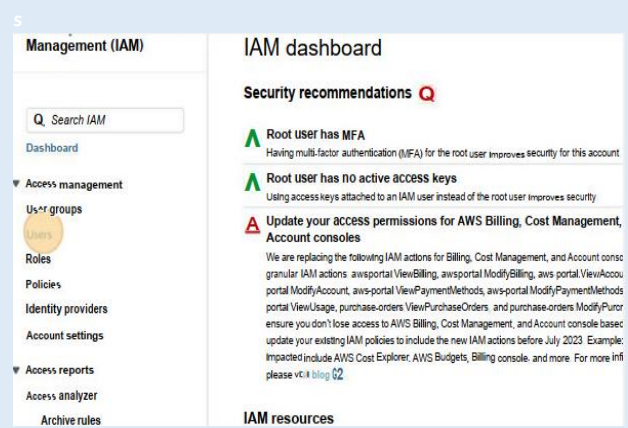 s
Management (IAM)
Search IAM
Dashboard
Access management
User groups
Users
Roles
Policies
Identity providers
Account settings
Access reports
Access analyzer
Archive rules
IAM dashboard
Security recommendations Q
Root user has MFA
Having multi-factor authentication (MFA) for the root user improves security for this account
Root user has no active access keys
Using access keys attached to an IAM user instead of the root user improves security
A Update your access permissions for AWS Billing, Cost Management,
Account consoles
We are replacing the following IAM actions for Billing, Cost Management, and Account consc
granular IAM actions awsportal ViewBilling, awsportal ModifyBilling, aws portal.ViewAccou
portal ModifyAccount, aws-portal ViewPaymentMethods, aws-portal ModifyPaymentMethods
portal ViewUsage, purchase-orders ViewPurchaseOrders and purchase-orders ModifyPuror
ensure you don't lose access to AWS Billing, Cost Management, and Account console based
update your existing IAM policies to include the new IAM actions before July 2023 Example:
Impacted include AWS Cost Explorer, AWS Budgets, Billing console. and more For more infi
please blog G2
IAM resources